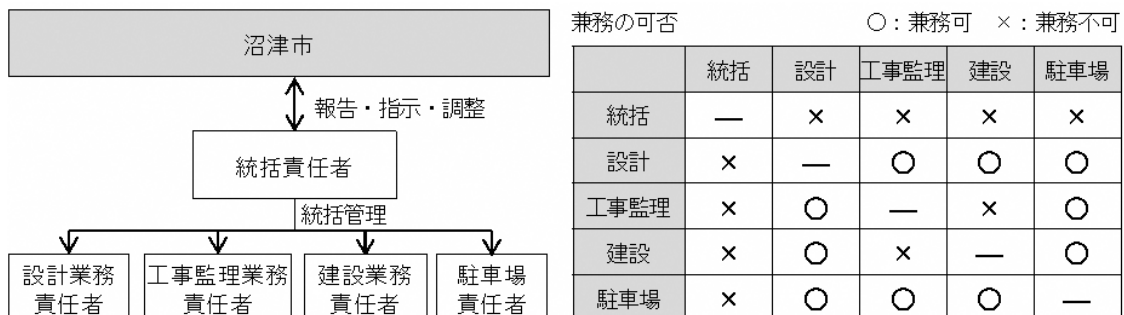 沼津市
報告・指示・調整
統括責任者
統括管理
設計業務
責任者
工事監理業務
責任者
建設業務
責任者
駐車場
責任者
兼務の可否 ○：兼務可 ×：兼務不可
統括 設計 工事監理 建設 駐車場
統括 ― × × × ×
設計 × ― ○ ○ ○
工事監理 × ○ ― × ○
建設 × ○ × ― ○
駐車場 × ○ ○ ○ ―